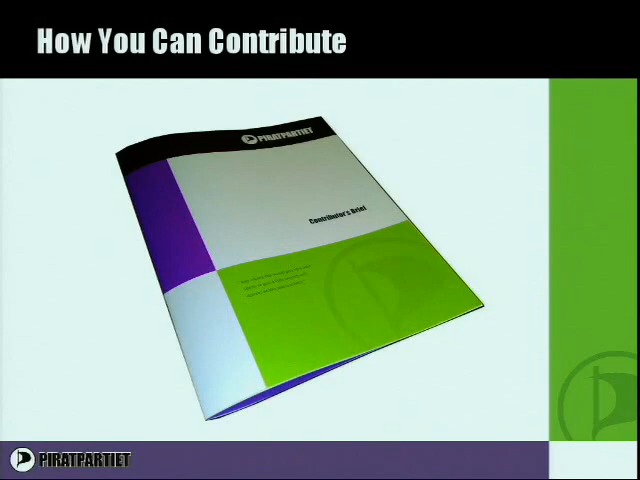 How You Can Contribute
PIRATPARTIET
Contributor's Brief
PIRATPARTIET